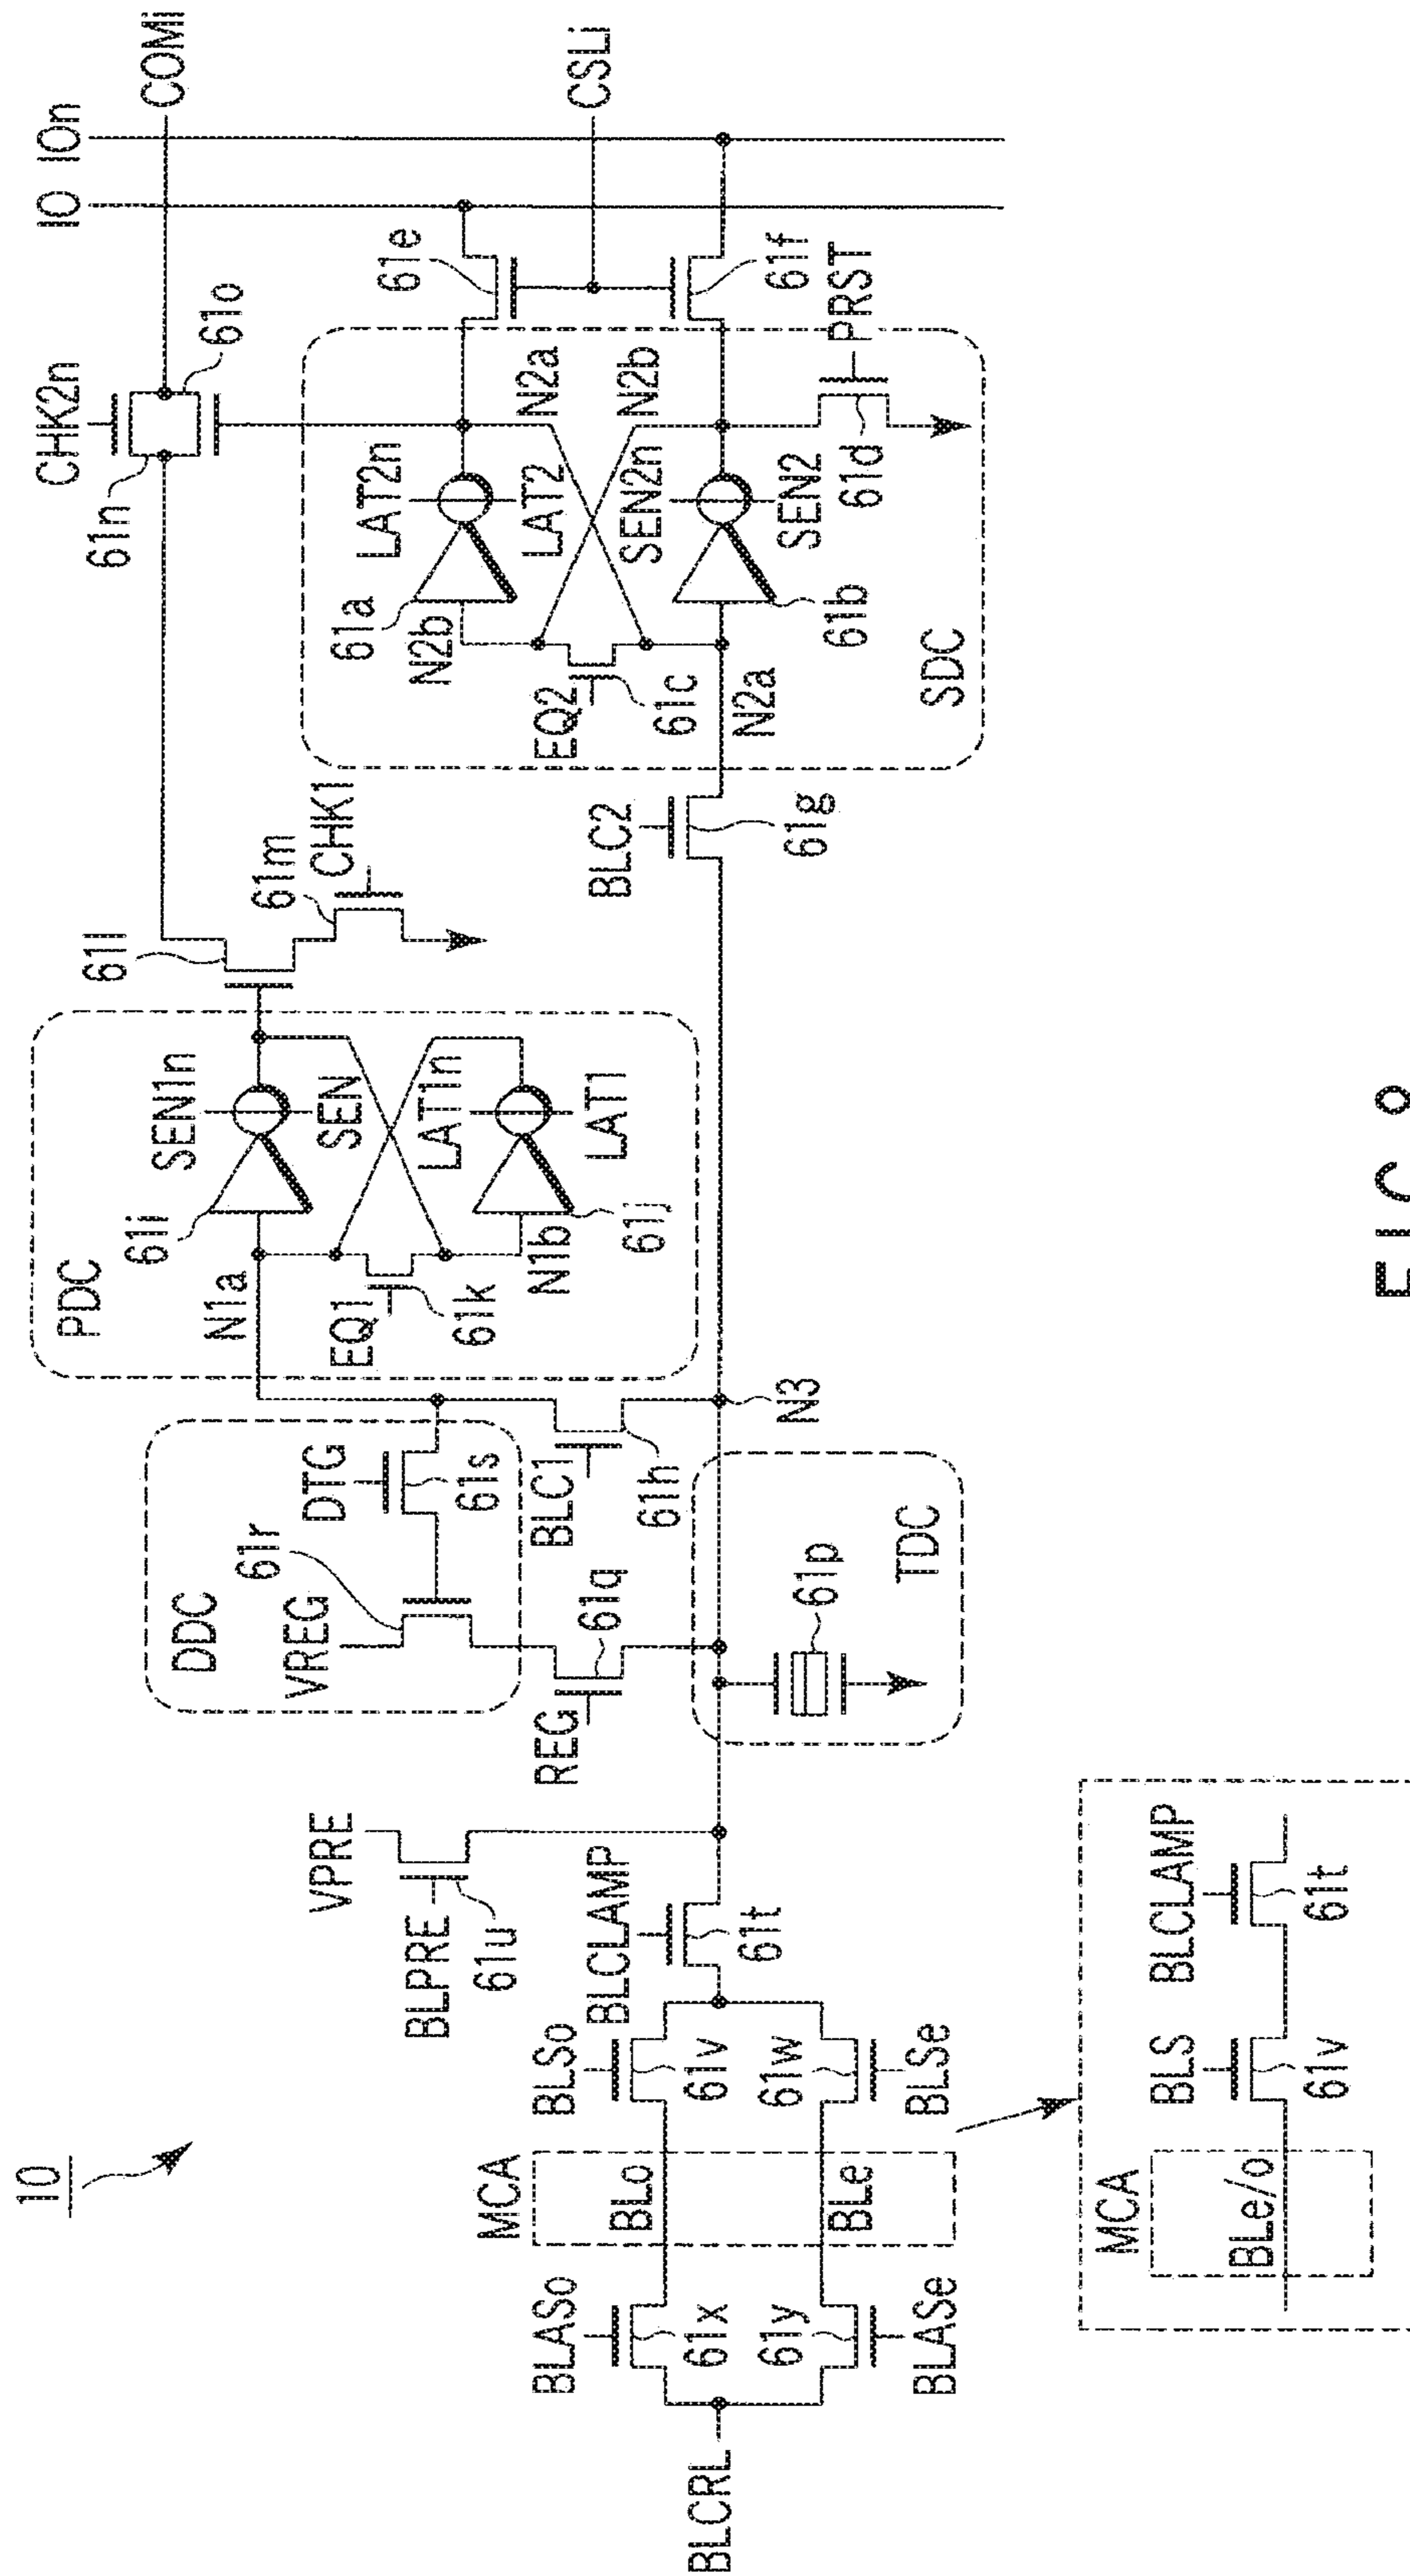 10
BLCRL
BLASo
61x
61y
BLASe
MCA
BLo
BLe
BLSo
61v
61w
BLSe
BLCLAMP
61t
VPRE
BLPRE
61u
REG
61q
DDC
VREG
61r
DTG
61s
BLC1
61h
TDC
61p
N3
PDC
N1a
61i
SEN1n
SEN
EQ1
61k
LAT1n
LAT1
N1b
61j
61l
61m
CHK1
BLC2
61g
CHK2n
61n
61o
COMi
IO
IOn
CSLi
61e
61f
PRST
61d
SDC
61a
N2b
LAT2n
LAT2
N2a
N2b
SEN2n
SEN2
61b
EQ2
61c
N2a
MCA
BLe/o
BLS
61v
BLCLAMP
61t